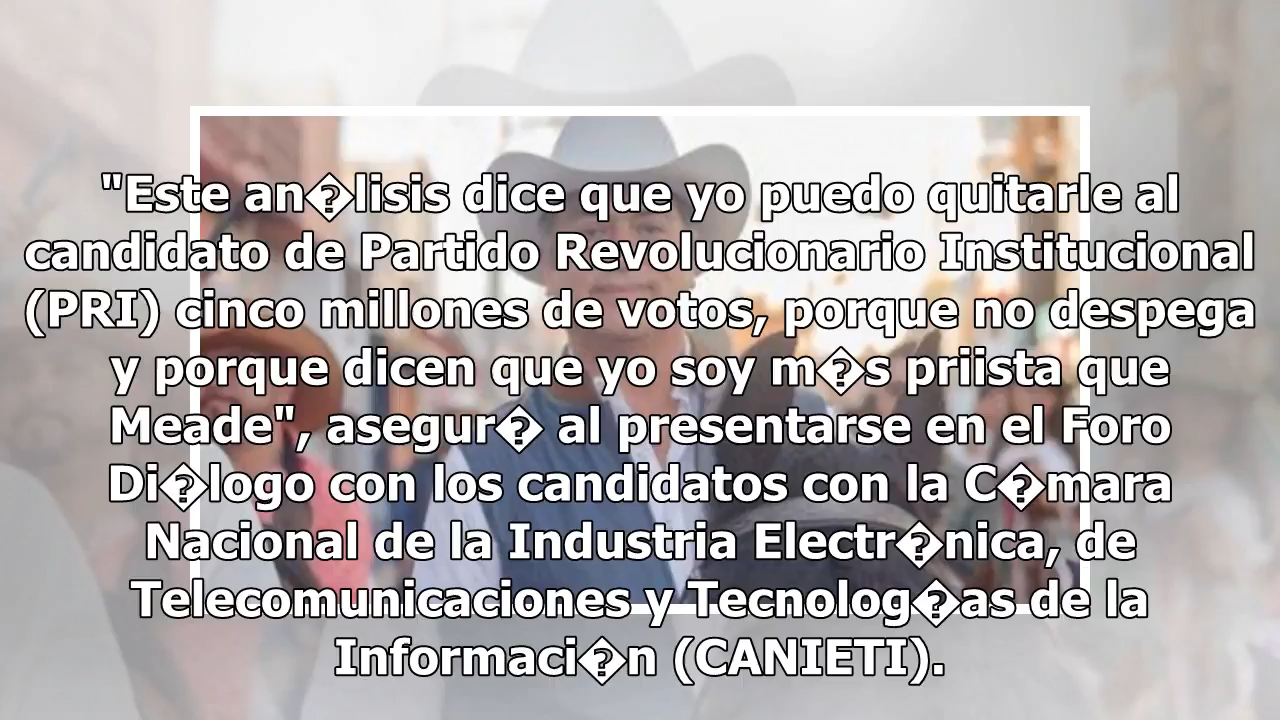 "Este an�lisis dice que yo puedo quitarle al
candidato de Partido Revolucionario Institucional
(PRI) cinco millones de votos, porque no despega
y porque dicen que yo soy m�s priista que
Meade", asegur� al presentarse en el Foro
Di�logo con los candidatos con la C�mara
Nacional de la Industria Electr�nica, de
Telecomunicaciones y Tecnolog�as de la
Informaci�n (CANIETI).